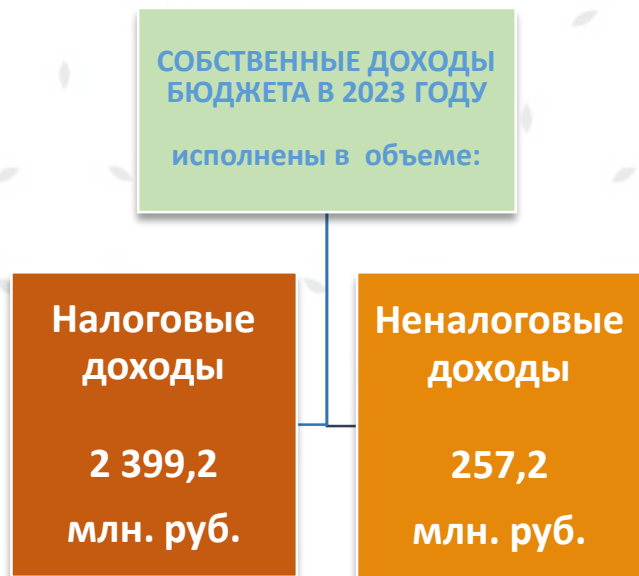 СОБСТВЕННЫЕ ДОХОДЫ
БЮДЖЕТА В 2023 ГОДУ
исполнены в объеме:
Налоговые
доходы
2 399,2
млн. руб.
Неналоговые
доходы
257,2
млн. руб.